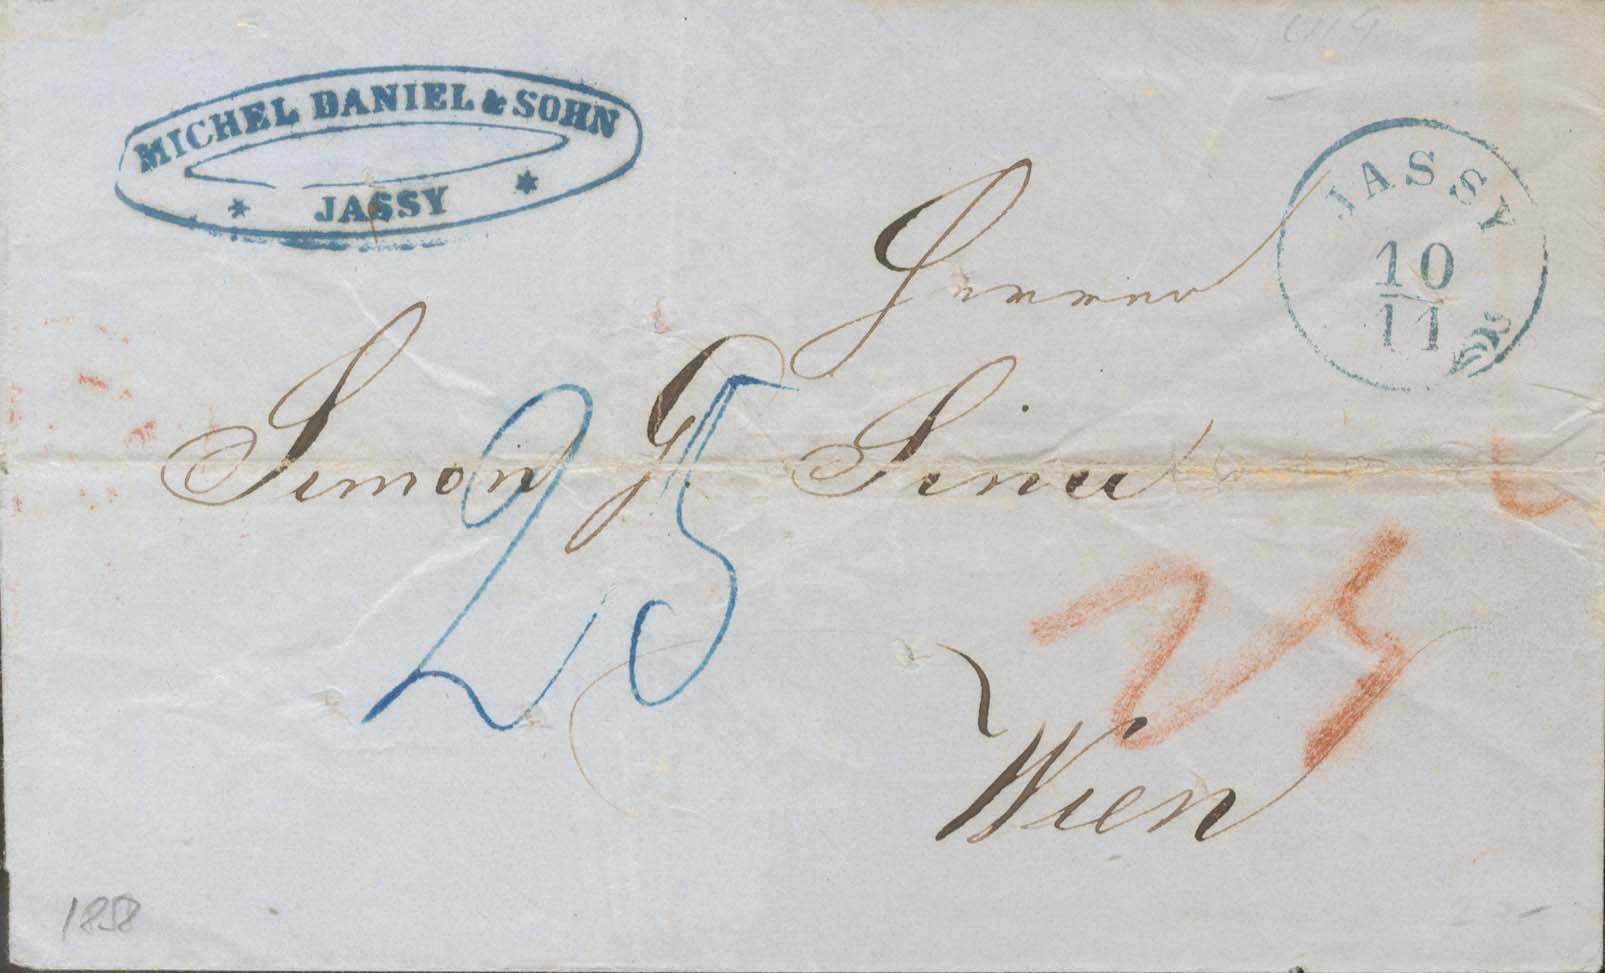 MICHEL DANIEL & SOHN
* JASSY *
JASSY
10
11
Herrn
Simon G. Sina
25
25
Wien
1858